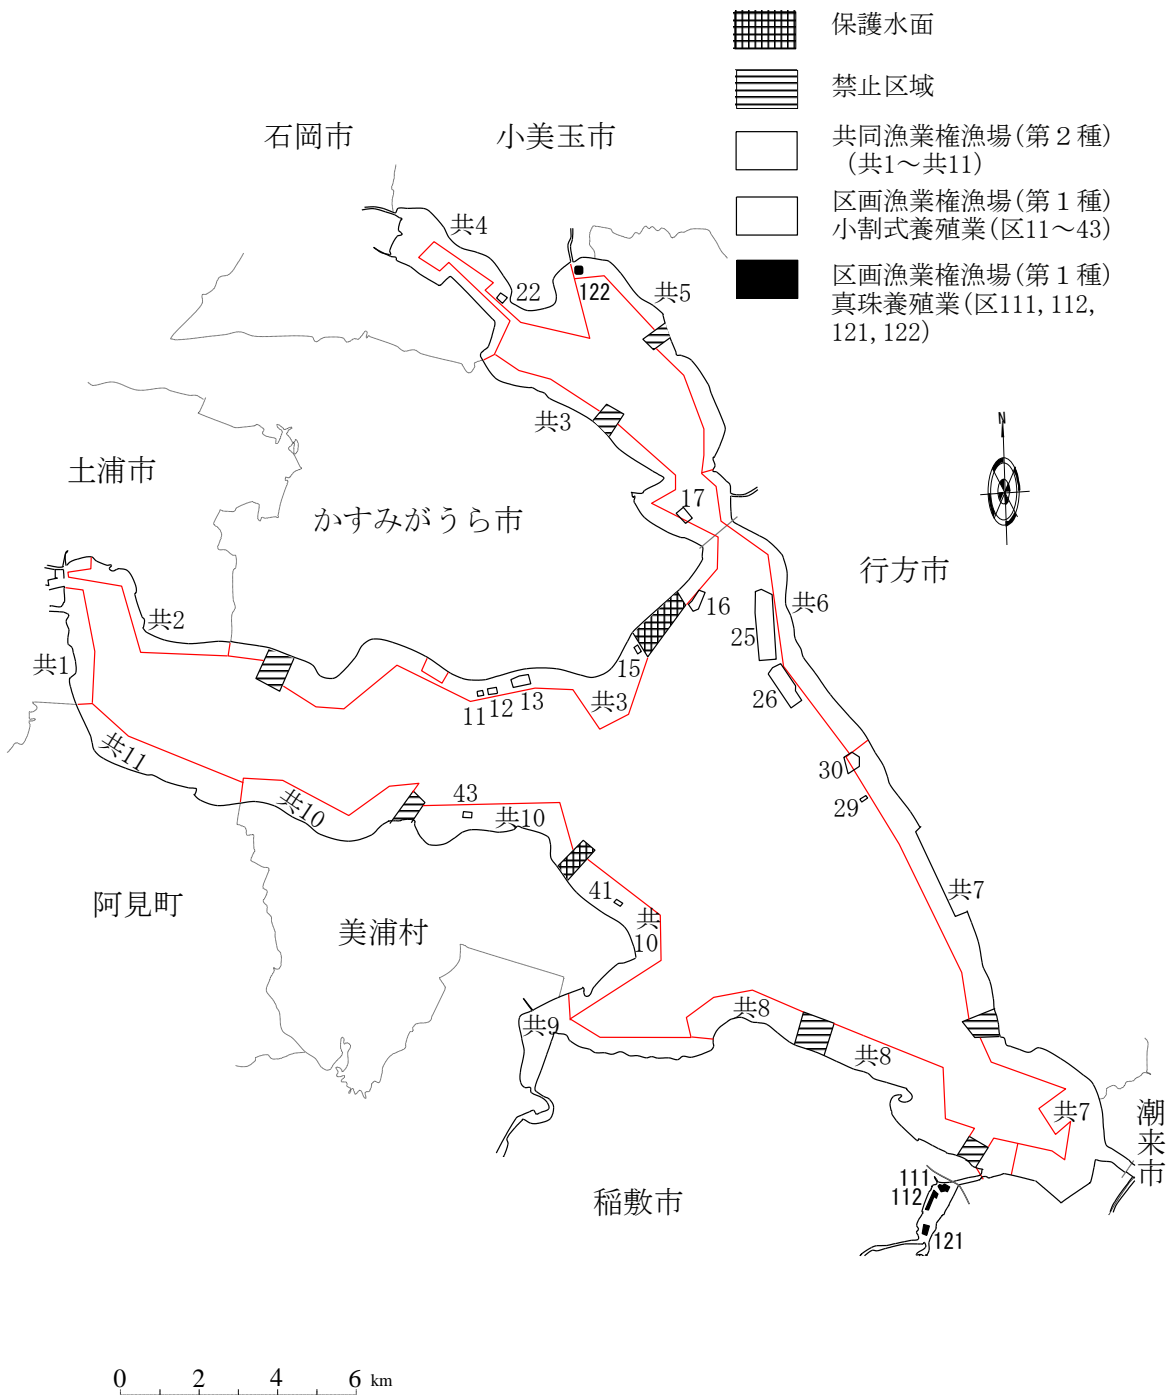 保護水面
禁止区域
共同漁業権漁場(第２種)
(共1～共11)
区画漁業権漁場(第１種)
小割式養殖業(区11～43)
区画漁業権漁場(第１種)
真珠養殖業(区111,112,
121,122)
石岡市
小美玉市
共4
22
122
共5
共3
N
土浦市
かすみがうら市
17
行方市
共2
16
共6
25
15
共1
26
11
12
13
共3
共11
30
29
共10
43
共10
41
共7
阿見町
美浦村
共
10
共9
共8
共8
共7
潮来市
111
112
121
稲敷市
0 2 4 6 km